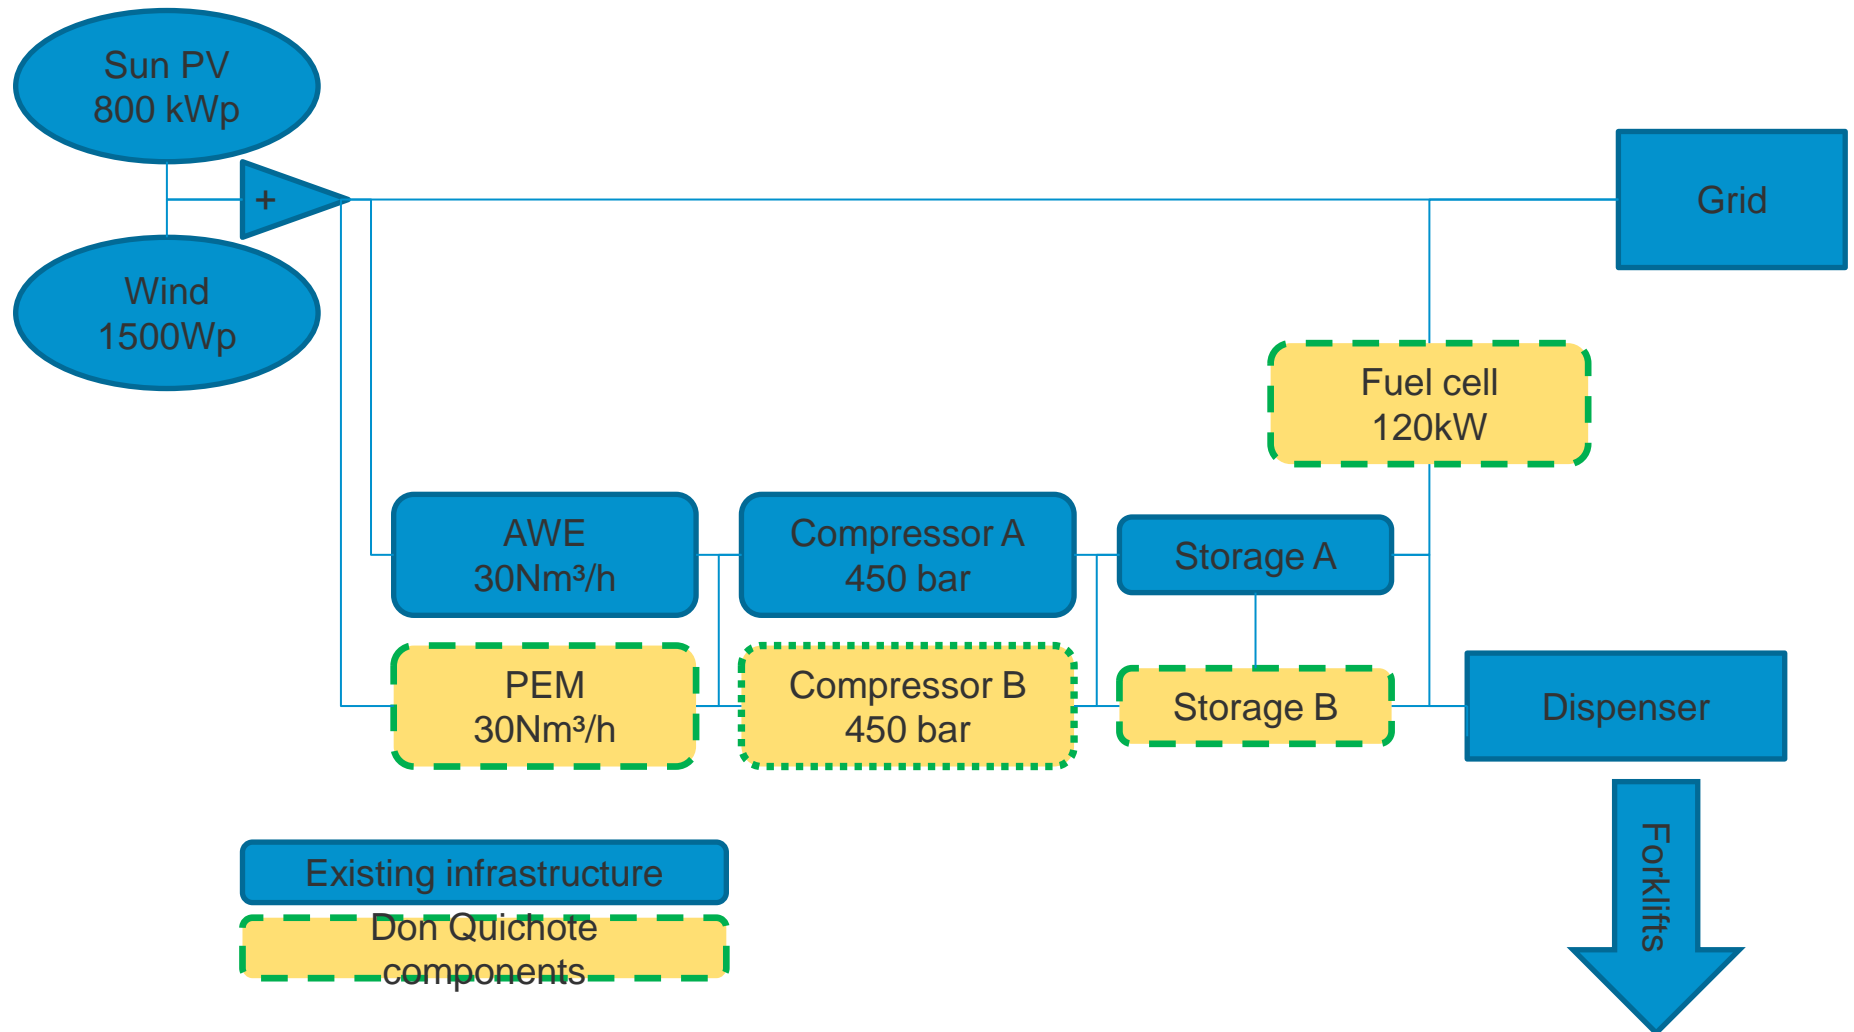 Sun PV
800 kWp
+
Wind
1500Wp
Grid
Fuel cell
120kW
AWE
30Nm³/h
Compressor A
450 bar
Storage A
PEM
30Nm³/h
Compressor B
450 bar
Storage B
Dispenser
Forklifts
Existing infrastructure
Don Quichote
components